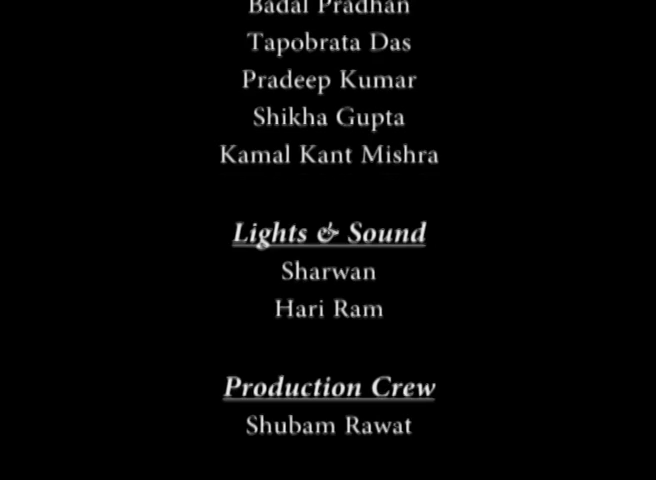 Badal Pradhan
Tapobrata Das
Pradeep Kumar
Shikha Gupta
Kamal Kant Mishra
Lights & Sound
Sharwan
Hari Ram
Production Crew
Shubam Rawat